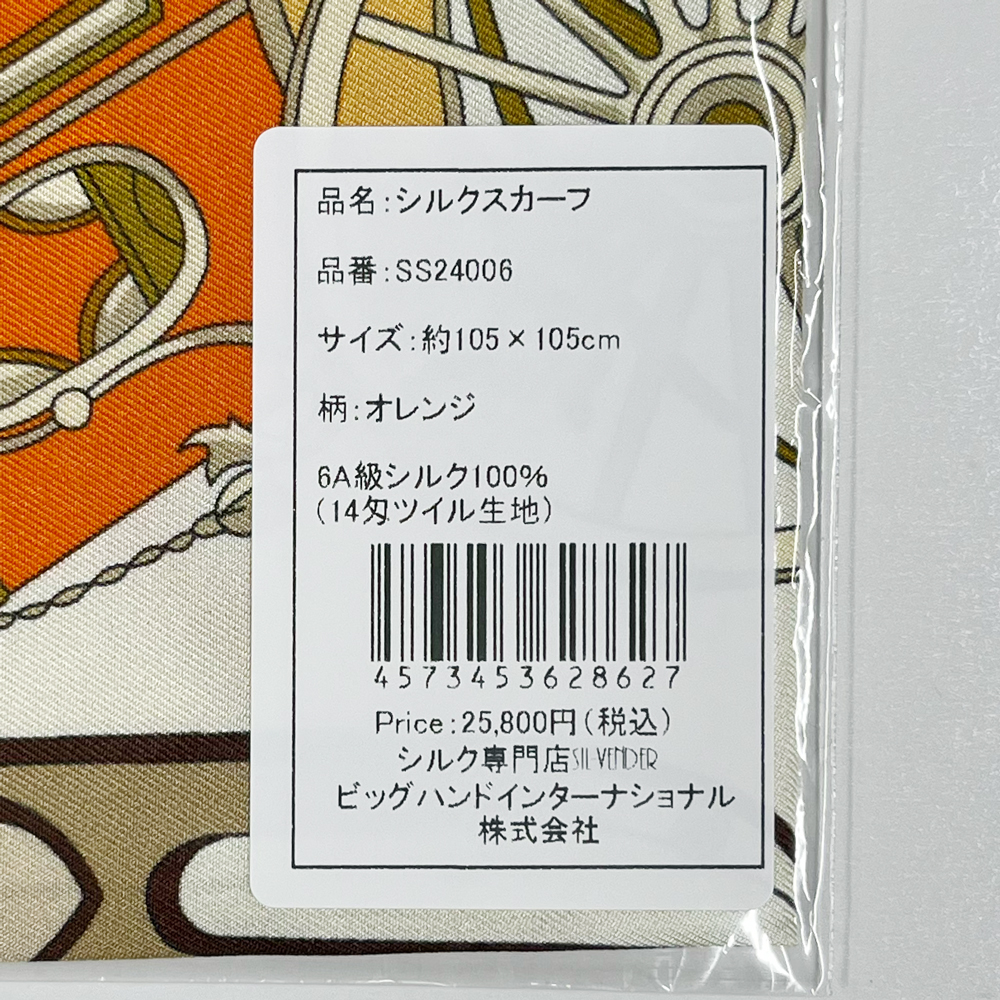 品名:シルクスカーフ
品番:SS24006
サイズ:約105×105cm
柄:オレンジ
6A級シルク100%
(14匁ツイル生地)
4573453628627
Price:25,800円(税込)
シルク専門店SILVENDER
ビッグハンドインターナショナル
株式会社